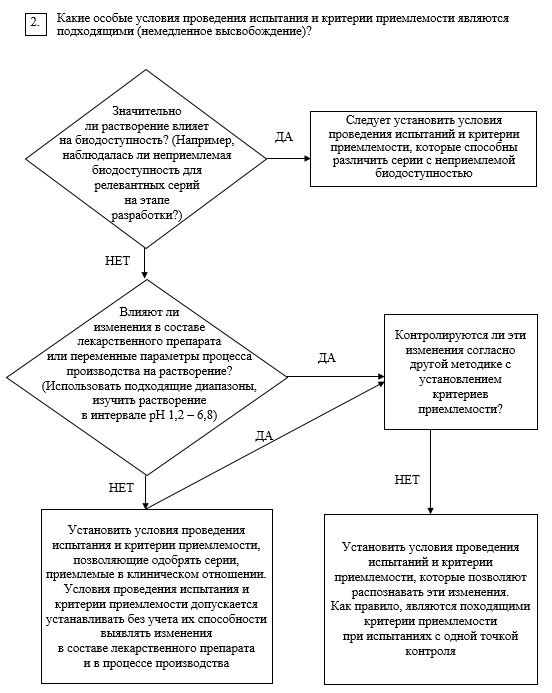 2.
Какие особые условия проведения испытания и критерии приемлемости являются
подходящими (немедленное высвобождение)?
Значительно
ли растворение влияет
на биодоступность? (Например,
наблюдалась ли неприемлемая
биодоступность для
релевантных серий
на этапе
разработки?)
ДА
Следует установить условия
проведения испытаний и критерии
приемлемости, которые способны
различить серии с неприемлой
биодоступностью
НЕТ
Влияют ли
изменения в составе
лекарственного препарата
или переменные параметры процесса
производства на растворение?
(Использовать подходящие диапазоны,
изучить растворение
в интервале pH 1,2 – 6,8)
ДА
Контролируются ли эти
изменения согласно
другой методике с
установлением
критериев
приемлемости?
ДА
НЕТ
НЕТ
Установить условия проведения
испытания и критерии приемлемости,
позволяющие одобрять серии,
приемлемые в клиническом отношении.
Условия проведения испытания и
критерии приемлемости допускается
устанавливать без учета их способности
выявлять изменения
в составе лекарственного препарата
и в процессе производства
Установить условия проведения
испытаний и критерии
приемлемости, которые позволяют
распознавать эти изменения.
Как правило, являются походящими
критерии приемлемости
при испытаниях с одной точкой
контроля